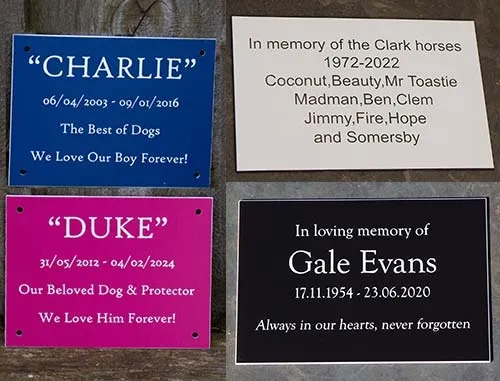 “CHARLIE”
06/04/2003 - 09/01/2016
The Best of Dogs
We Love Our Boy Forever!
In memory of the Clark horses
1972-2022
Coconut,Beauty,Mr Toastie
Madman,Ben,Clem
Jimmy,Fire,Hope
and Somersby
“DUKE”
31/05/2012 - 04/02/2024
Our Beloved Dog & Protector
We Love Him Forever!
In loving memory of
Gale Evans
17.11.1954 - 23.06.2020
Always in our hearts, never forgotten